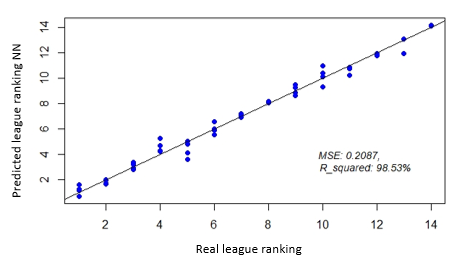 Predicted league ranking NN
14
12
10
8
6
4
2
MSE: 0.2087,
R_squared: 98.53%
2 4 6 8 10 12 14
Real league ranking